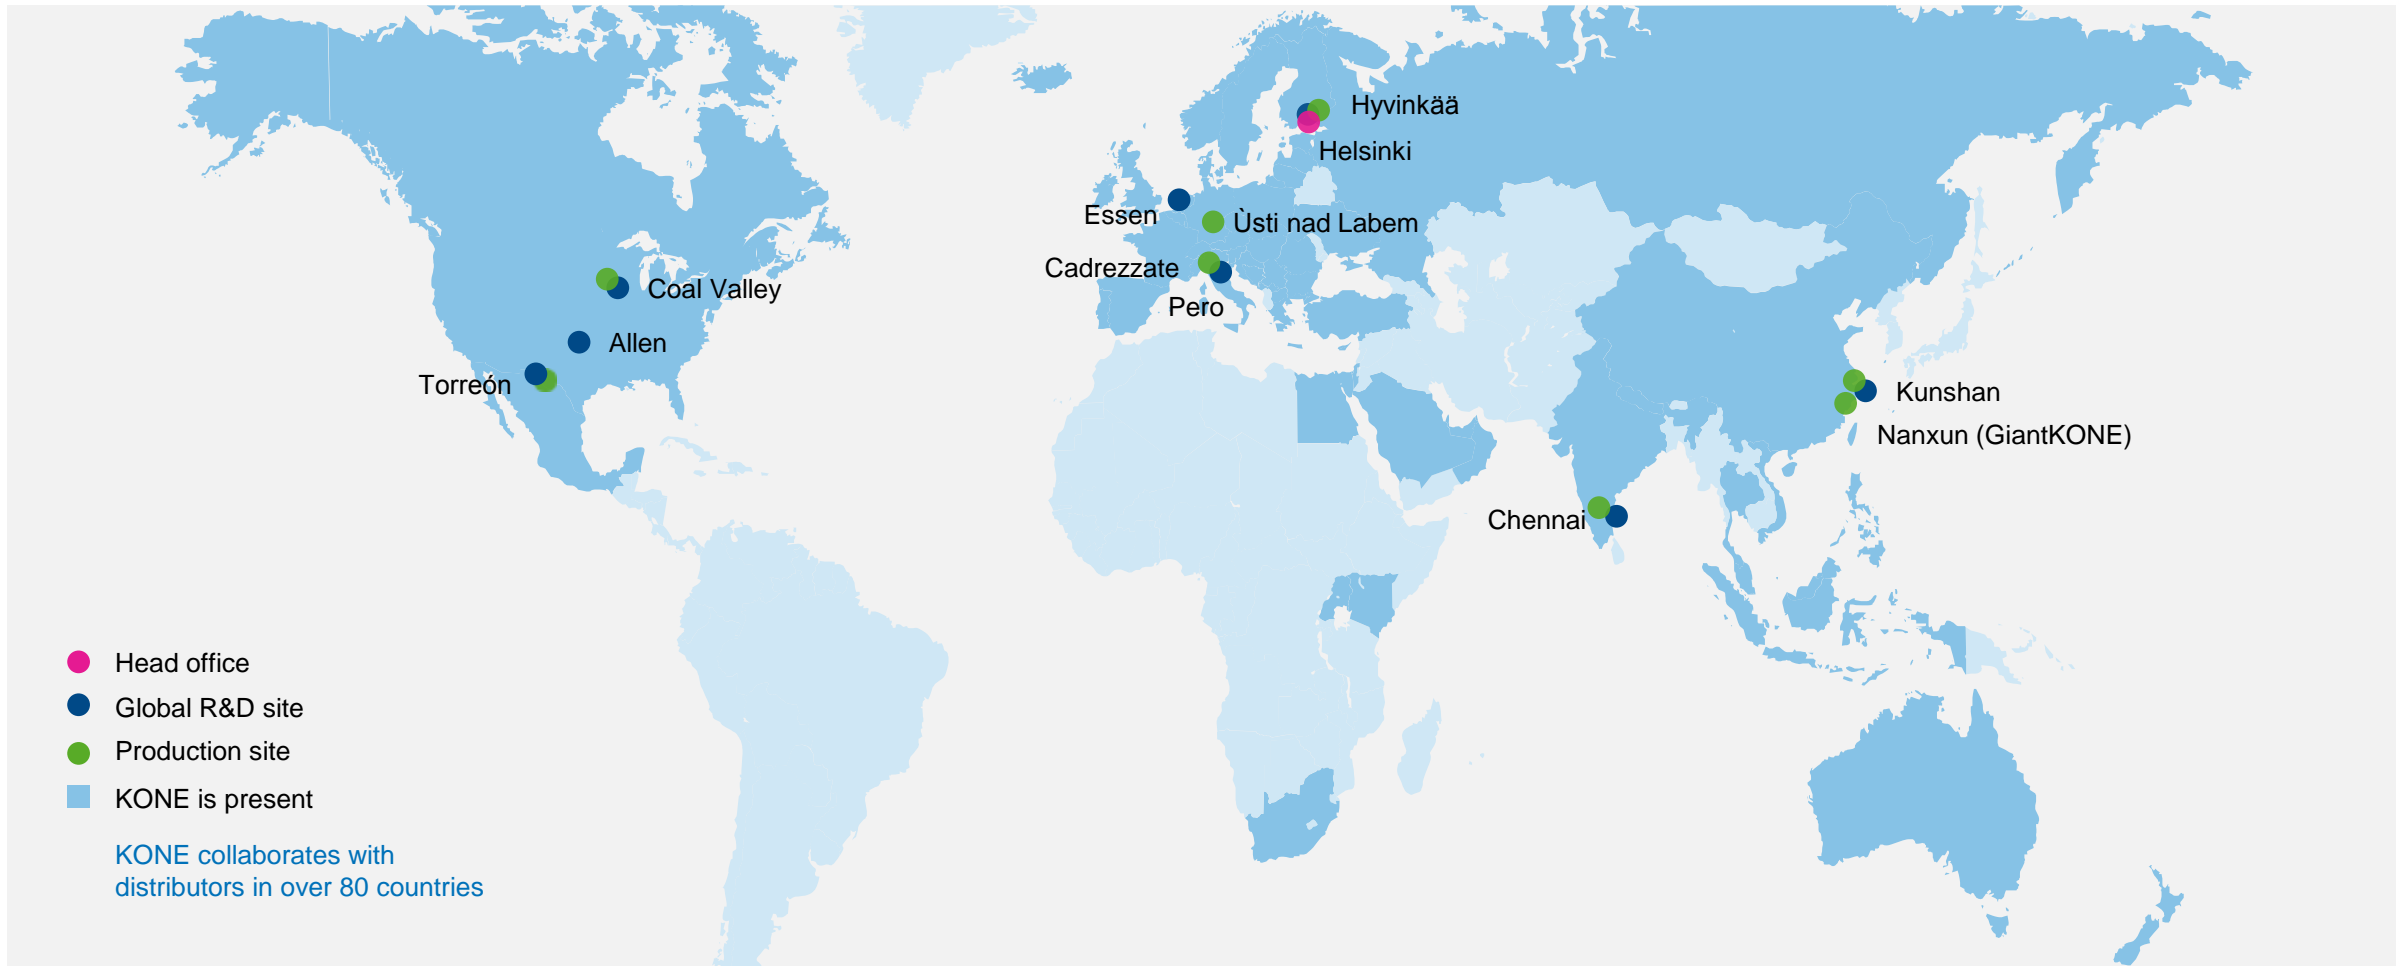 Hyvinkää
Helsinki
Essen
Ùsti nad Labem
Cadrezzate
Pero
Coal Valley
Allen
Torreón
Kunshan
Nanxun (GiantKONE)
Chennai
Head office
Global R&D site
Production site
KONE is present
KONE collaborates with
distributors in over 80 countries